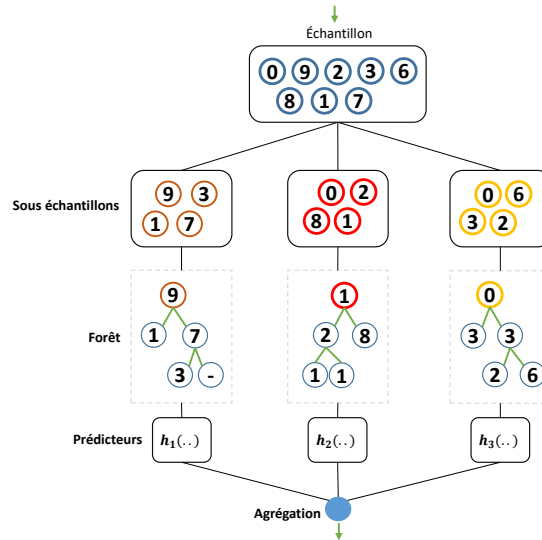 Échantillon
0 9 2 3 6
8 1 7
Sous échantillons
9 3
1 7
0 2
8 1
0 6
3 2
Forêt
9
1 7
3 -
1
2 8
1 1
0
3 3
2 6
Prédicteurs
h₁(..)
h₂(..)
h₃(..)
Agrégation